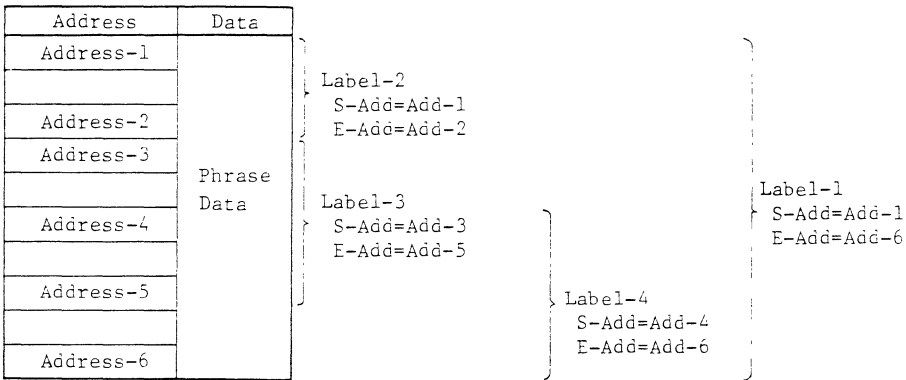 Address Data
Address-1
Address-2
Address-3
Address-4
Address-5
Address-6
Phrase
Data
Label-2
S-Add=Add-1
E-Add=Add-2
Label-3
S-Add=Add-3
E-Add=Add-5
Label-4
S-Add=Add-4
E-Add=Add-6
Label-1
S-Add=Add-1
E-Add=Add-6